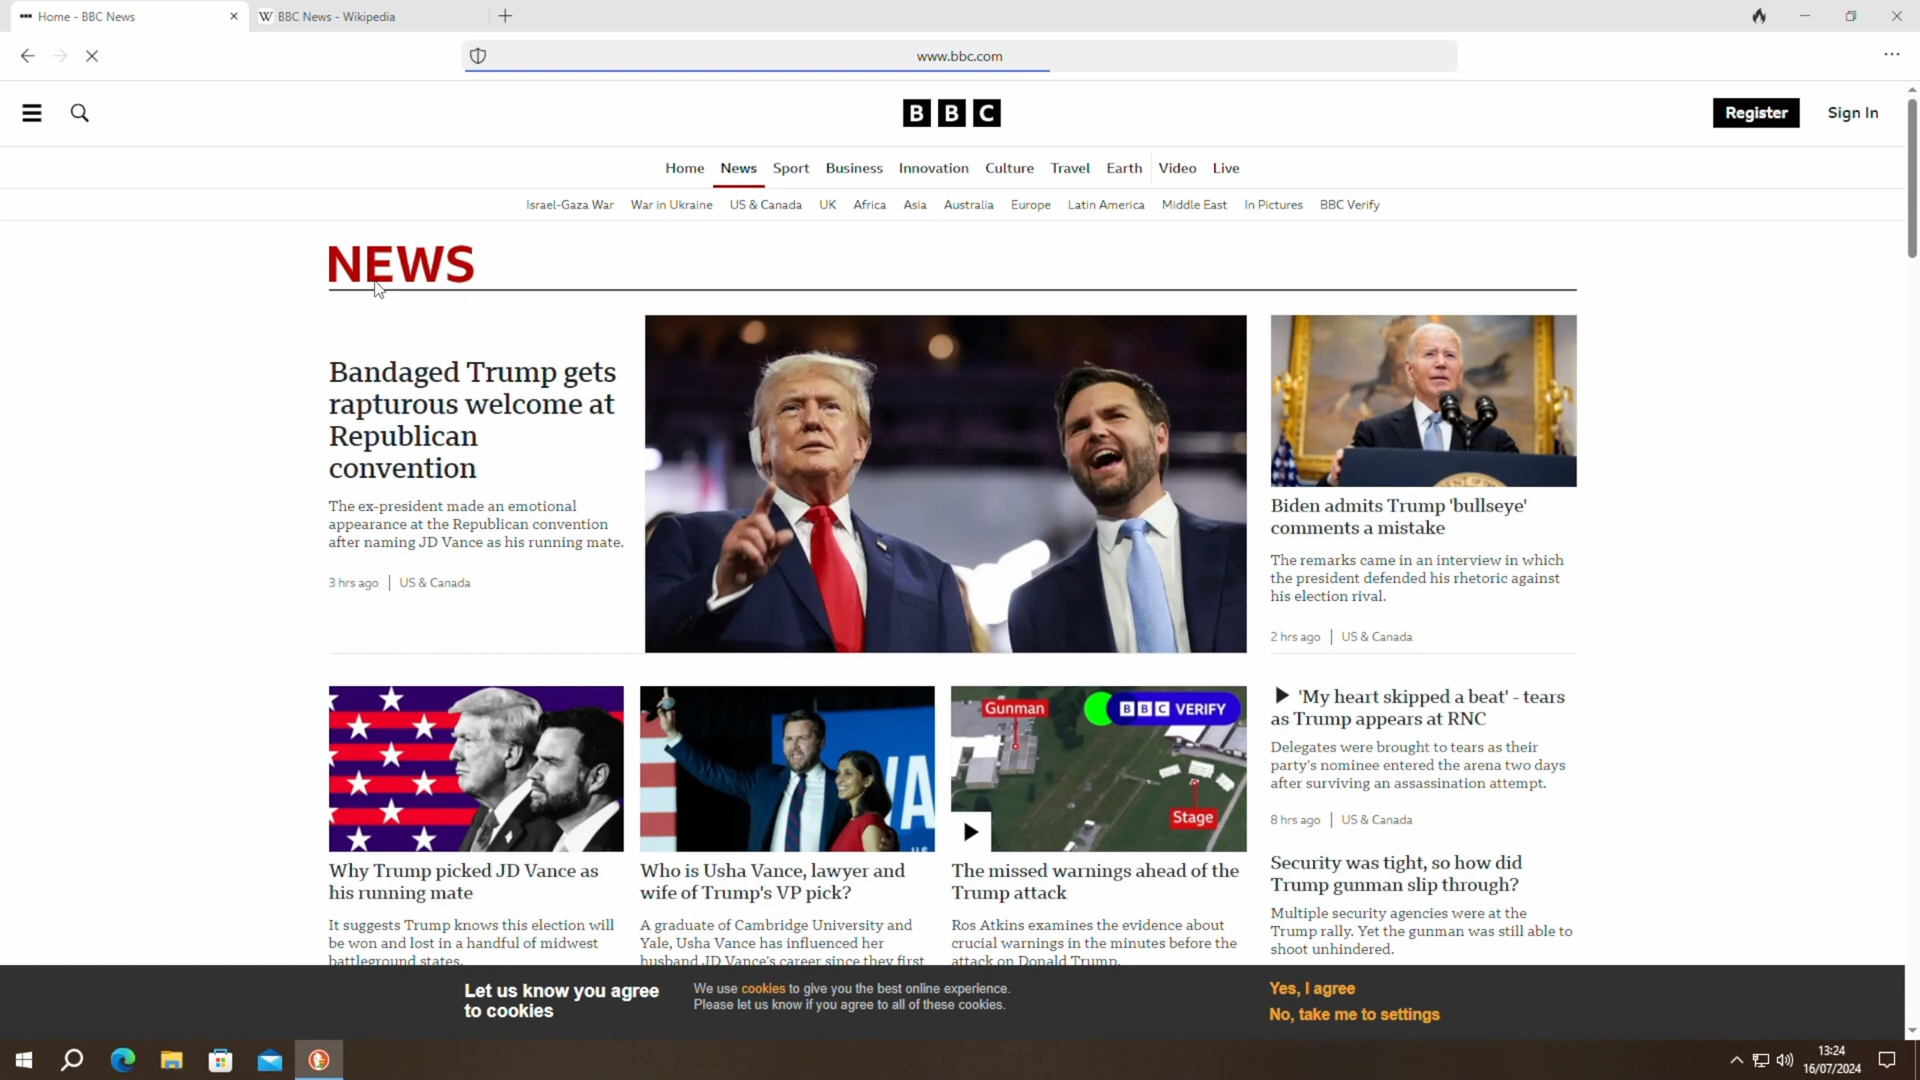 Home - BBC News
BBC News - Wikipedia
www.bbc.com
BBC
Register
Sign In
Home News Sport Business Innovation Culture Travel Earth Video Live
Israel-Gaza War War in Ukraine US & Canada UK Africa Asia Australia Europe Latin America Middle East In Pictures BBC Verify
NEWS
Bandaged Trump gets
rapturous welcome at
Republican
convention
The ex-president made an emotional
appearance at the Republican convention
after naming JD Vance as his running mate.
3 hrs ago | US & Canada
Biden admits Trump 'bullseye'
comments a mistake
The remarks came in an interview in which
the president defended his rhetoric against
his election rival.
2 hrs ago | US & Canada
Why Trump picked JD Vance as
his running mate
It suggests Trump knows this election will
be won and lost in a handful of midwest
battleground states.
Who is Usha Vance, lawyer and
wife of Trump's VP pick?
A graduate of Cambridge University and
Yale, Usha Vance has influenced her
husband JD Vance's career since they first
Gunman
BBC VERIFY
Stage
The missed warnings ahead of the
Trump attack
Ros Atkins examines the evidence about
crucial warnings in the minutes before the
attack on Donald Trump.
'My heart skipped a beat' - tears
as Trump appears at RNC
Delegates were brought to tears as their
party's nominee entered the arena two days
after surviving an assassination attempt.
8 hrs ago | US & Canada
Security was tight, so how did
Trump gunman slip through?
Multiple security agencies were at the
Trump rally. Yet the gunman was still able to
shoot unhindered.
Let us know you agree
to cookies
We use cookies to give you the best online experience.
Please let us know if you agree to all of these cookies.
Yes, I agree
No, take me to settings
13:24
16/07/2024